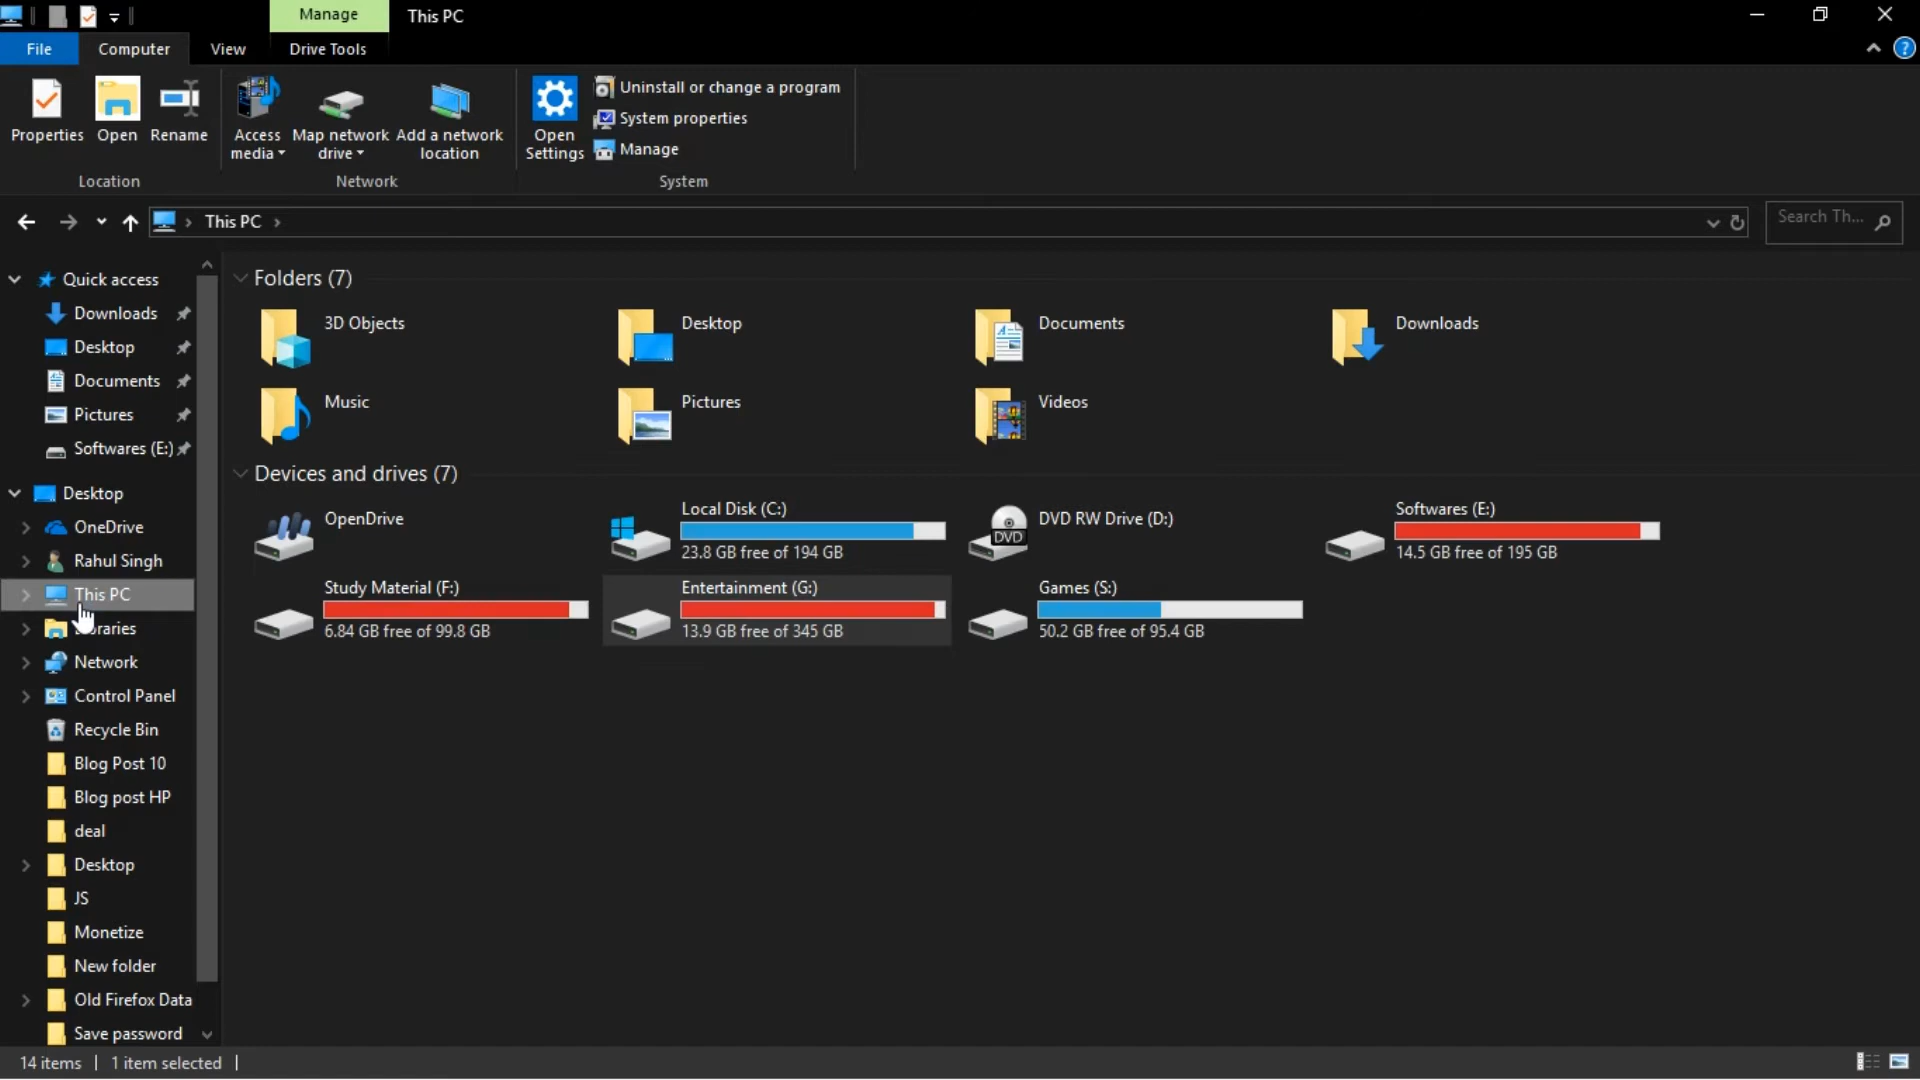 Manage
This PC
File
Computer
View
Drive Tools
Properties
Open
Rename
Access media
Map network drive
Add a network location
Open Settings
Uninstall or change a program
System properties
Manage
Location
Network
System
This PC
Search Th...
Quick access
Downloads
Desktop
Documents
Pictures
Softwares (E:)
Desktop
OneDrive
Rahul Singh
This PC
raries
Network
Control Panel
Recycle Bin
Blog Post 10
Blog post HP
deal
Desktop
JS
Monetize
New folder
Old Firefox Data
Save password
Folders (7)
3D Objects
Desktop
Documents
Downloads
Music
Pictures
Videos
Devices and drives (7)
OpenDrive
Local Disk (C:)
23.8 GB free of 194 GB
DVD
DVD RW Drive (D:)
Softwares (E:)
14.5 GB free of 195 GB
Study Material (F:)
6.84 GB free of 99.8 GB
Entertainment (G:)
13.9 GB free of 345 GB
Games (S:)
50.2 GB free of 95.4 GB
14 items
1 item selected